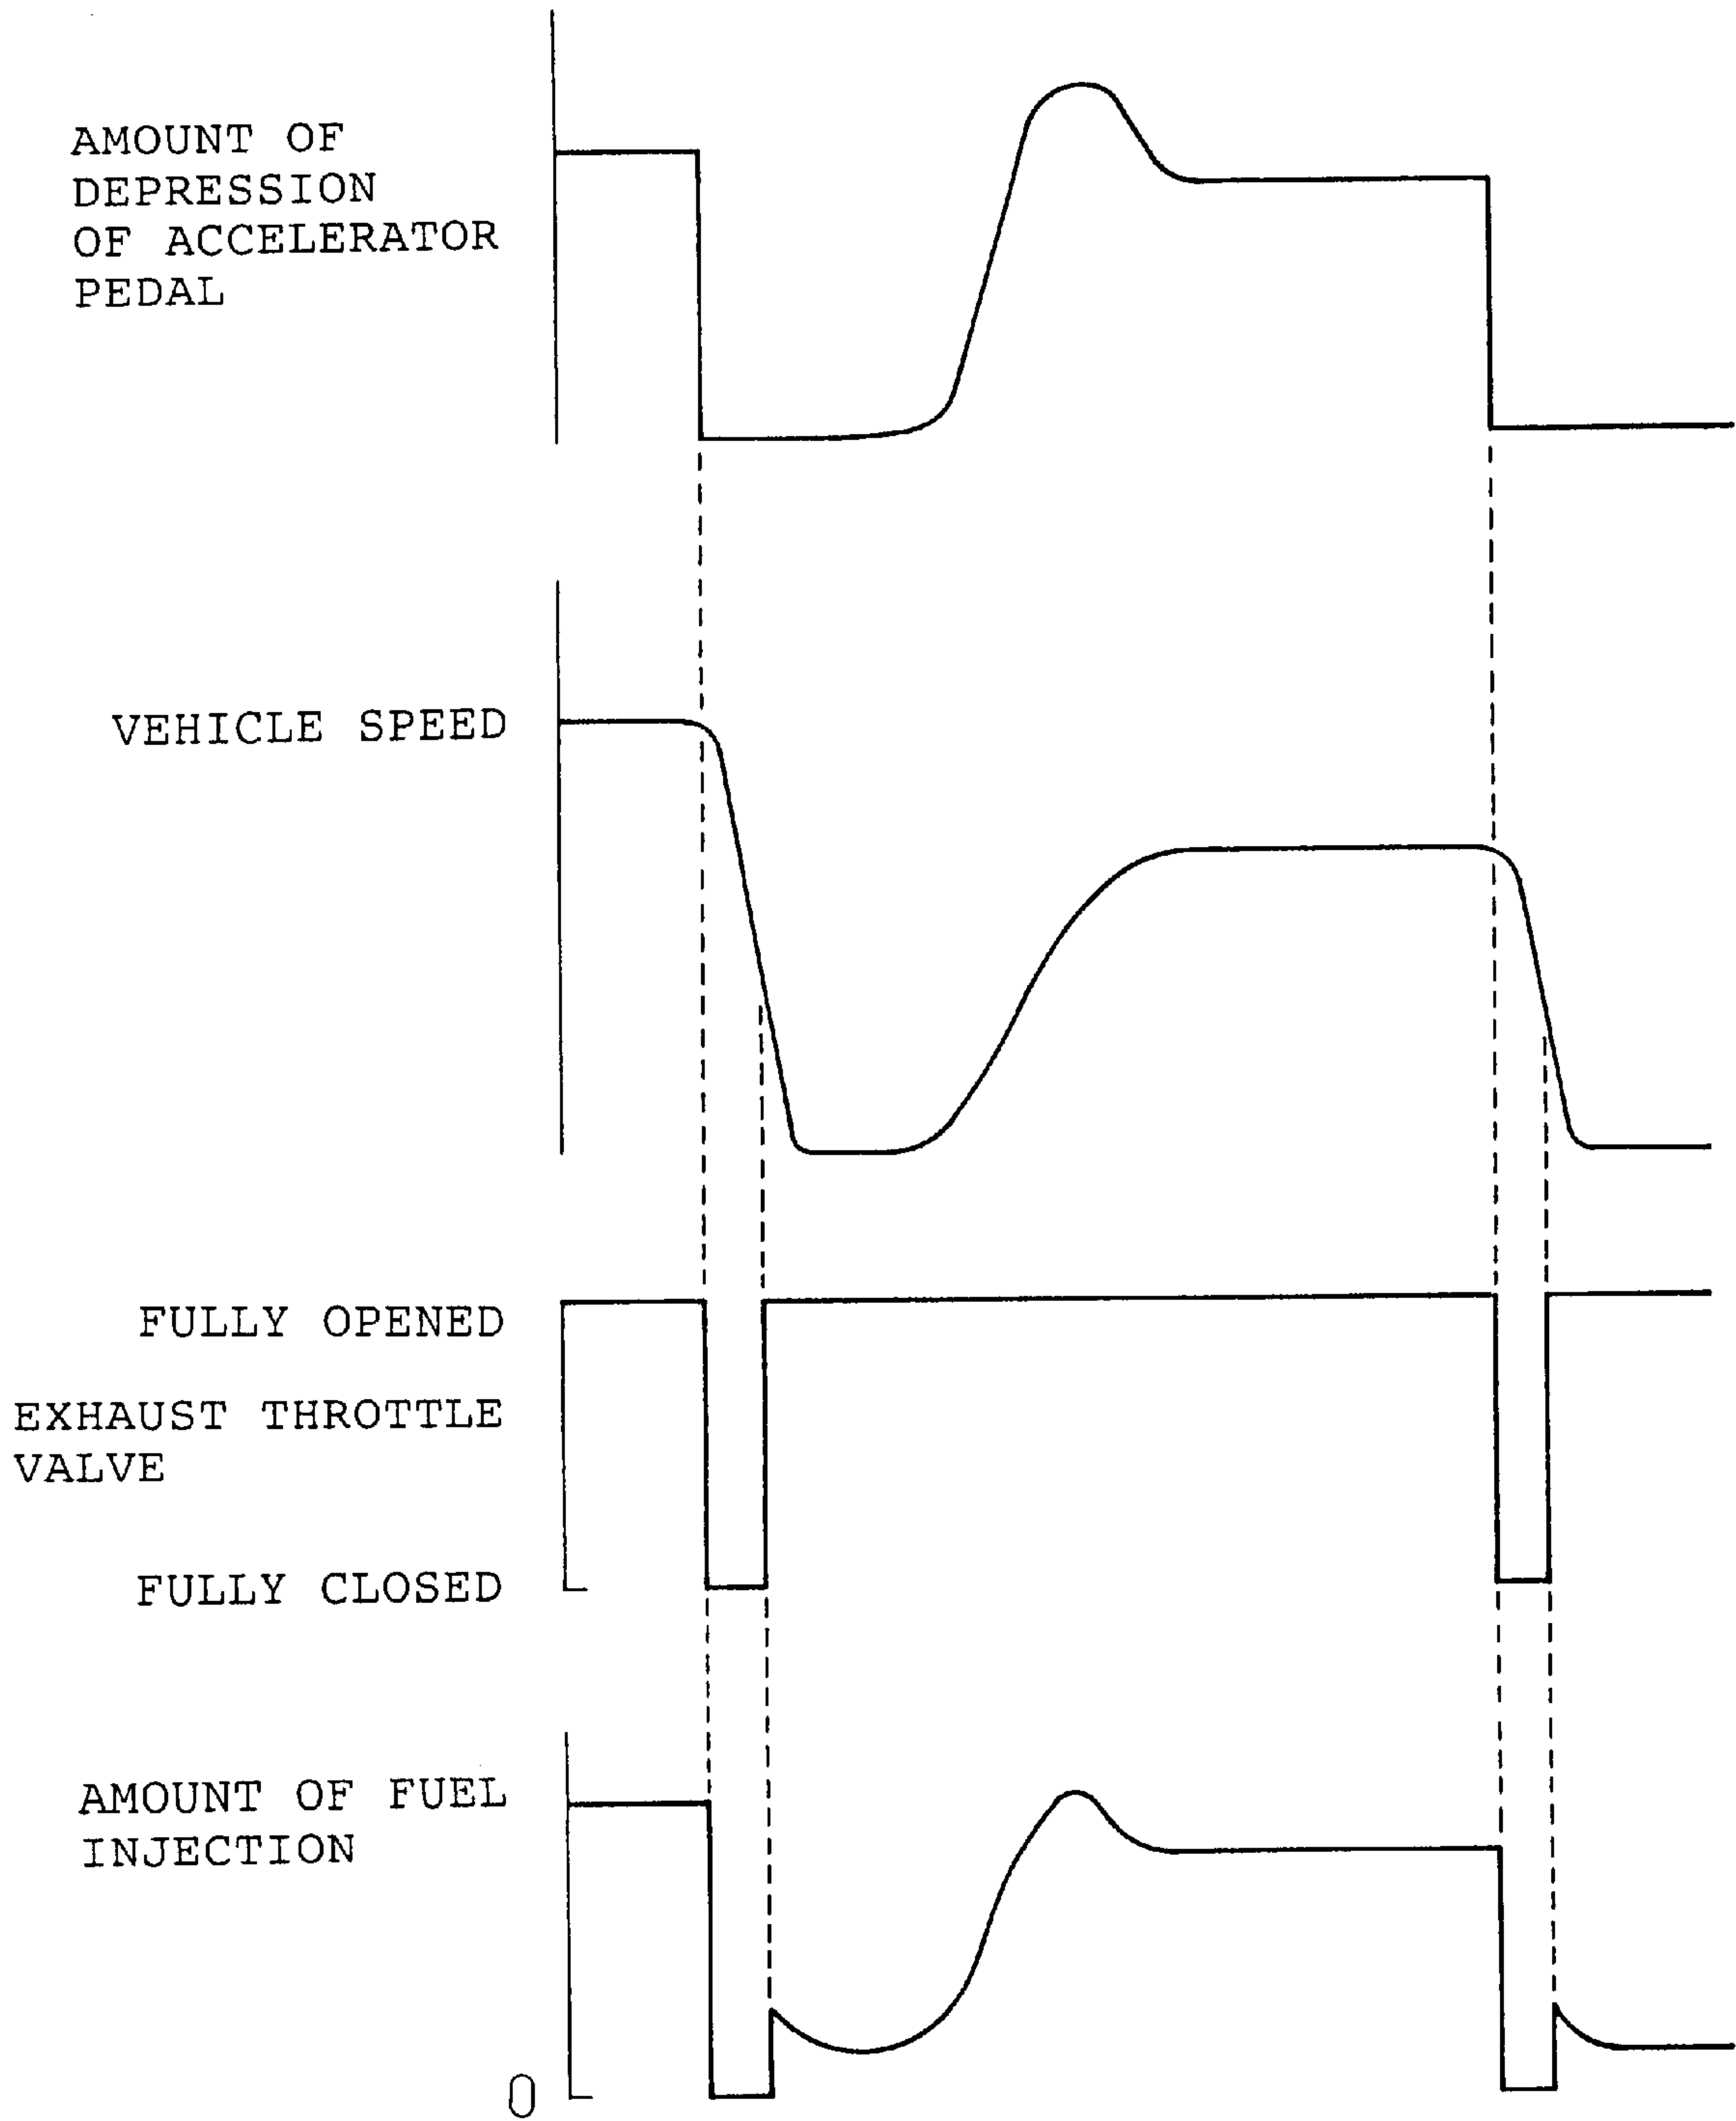 AMOUNT OF
DEPRESSION
OF ACCELERATOR
PEDAL
VEHICLE SPEED
FULLY OPENED
EXHAUST THROTTLE
VALVE
FULLY CLOSED
AMOUNT OF FUEL
INJECTION
0